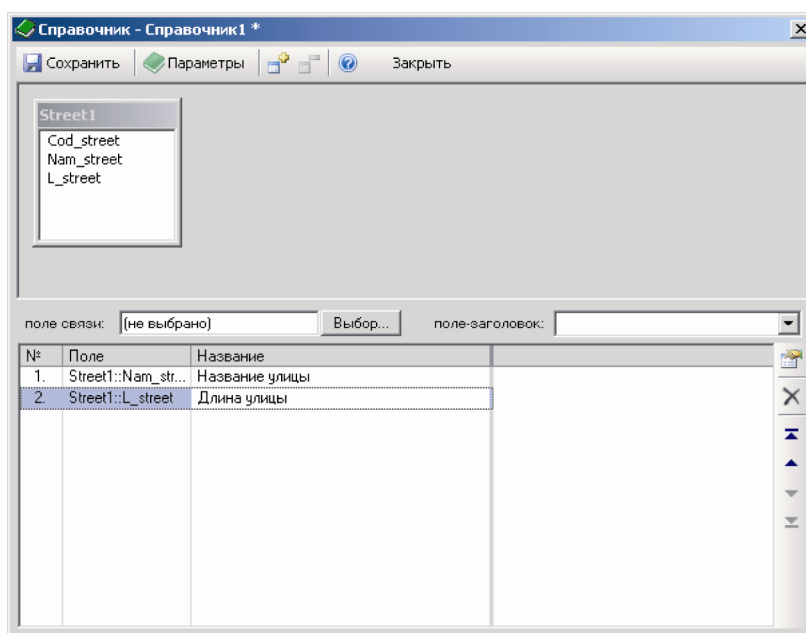 Справочник - Справочник1 *
Сохранить Параметры Закрыть
Street1
Cod_street
Nam_street
L_street
поле связи: (не выбрано) Выбор... поле-заголовок:
№ Поле Название
1. Street1::Nam_str... Название улицы
2. Street1::L_street Длина улицы